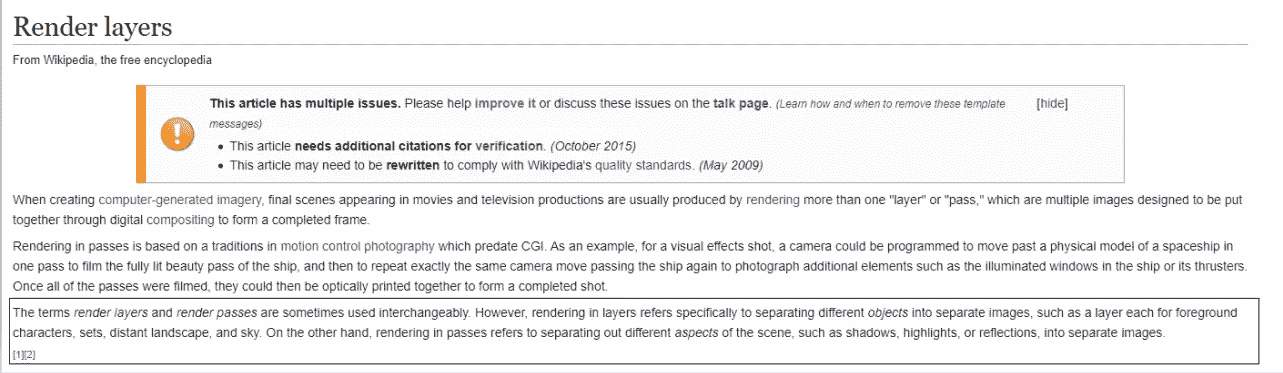 Render layers
From Wikipedia, the free encyclopedia
This article has multiple issues. Please help improve it or discuss these issues on the talk page. (Learn how and when to remove these template [hide]
messages)
• This article needs additional citations for verification. (October 2015)
• This article may need to be rewritten to comply with Wikipedia's quality standards. (May 2009)
When creating computer-generated imagery, final scenes appearing in movies and television productions are usually produced by rendering more than one "layer" or "pass," which are multiple images designed to be put
together through digital compositing to form a completed frame.
Rendering in passes is based on a traditions in motion control photography which predate CGI. As an example, for a visual effects shot, a camera could be programmed to move past a physical model of a spaceship in
one pass to film the fully lit beauty pass of the ship, and then to repeat exactly the same camera move passing the ship again to photograph additional elements such as the illuminated windows in the ship or its thrusters.
Once all of the passes were filmed, they could then be optically printed together to form a completed shot.
The terms render layers and render passes are sometimes used interchangeably. However, rendering in layers refers specifically to separating different objects into separate images, such as a layer each for foreground
characters, sets, distant landscape, and sky. On the other hand, rendering in passes refers to separating out different aspects of the scene, such as shadows, highlights, or reflections, into separate images.
[1][2]